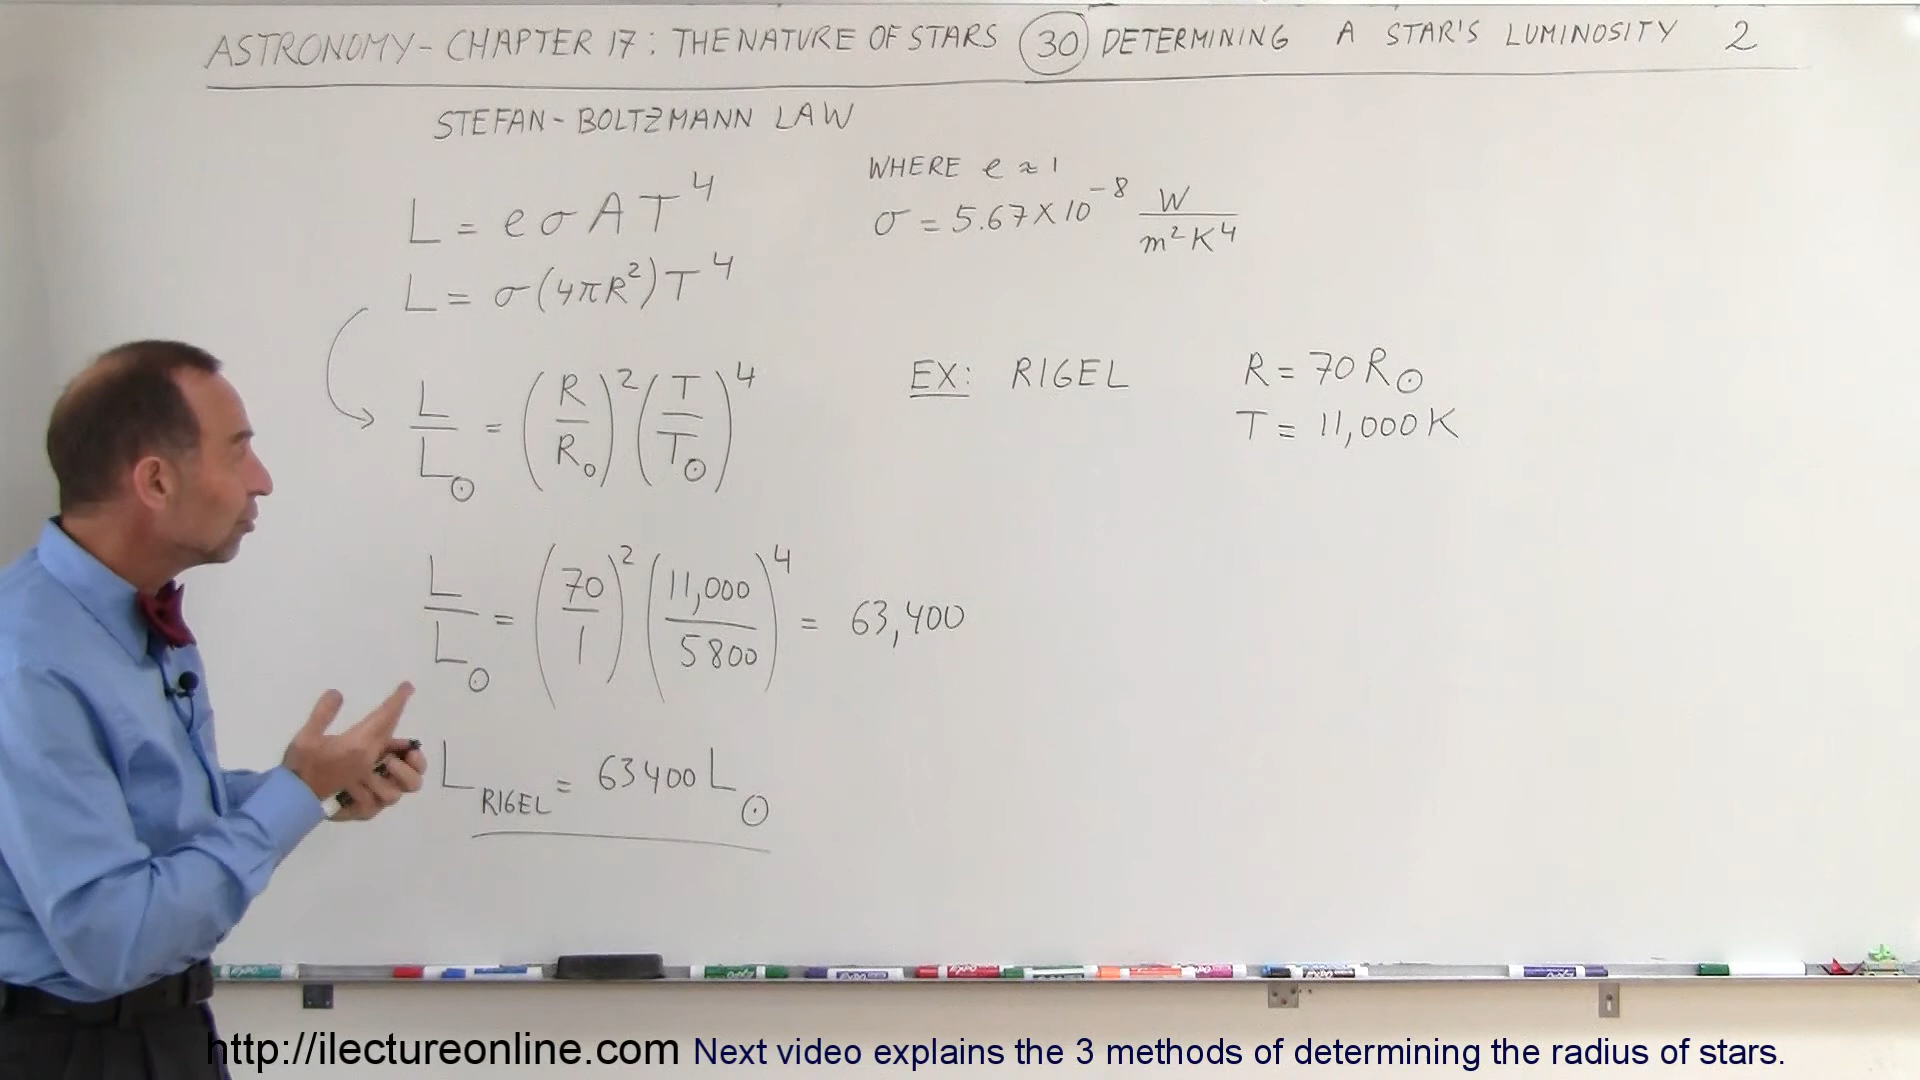 ASTRONOMY - CHAPTER 17: THE NATURE OF STARS (30) DETERMINING A STAR'S LUMINOSITY 2
STEFAN-BOLTZMANN LAW
L = eσAT⁴
WHERE e ≈ 1
σ = 5.67 × 10⁻⁸ W/m²K⁴
L = σ(4πR²)T⁴
L/L⊙ = (R/R₀)²(T/T⊙)⁴
EX: RIGEL
R = 70 R⊙
T = 11,000 K
L/L⊙ = (70/1)²(11,000/5800)⁴ = 63,400
L RIGEL = 63400 L⊙
http://ilectureonline.com Next video explains the 3 methods of determining the radius of stars.